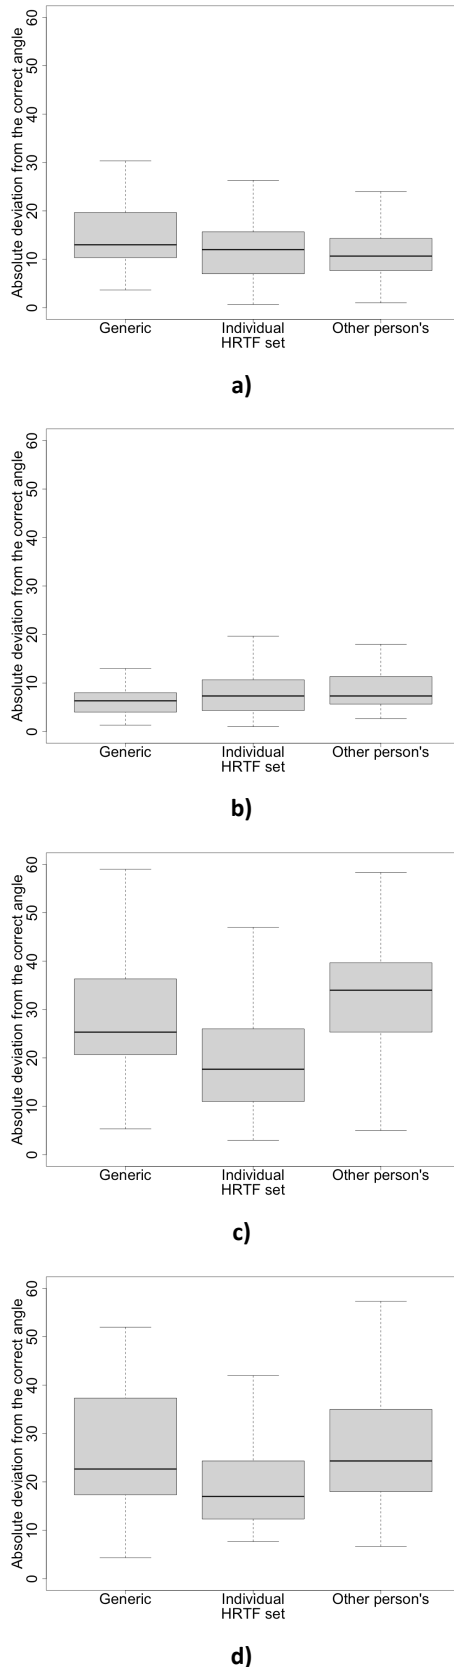 Absolute deviation from the correct angle
60
50
40
30
20
10
0
Generic
Individual
Other person's
HRTF set
a)
Absolute deviation from the correct angle
60
50
40
30
20
10
0
Generic
Individual
Other person's
HRTF set
b)
Absolute deviation from the correct angle
60
50
40
30
20
10
0
Generic
Individual
Other person's
HRTF set
c)
Absolute deviation from the correct angle
60
50
40
30
20
10
0
Generic
Individual
Other person's
HRTF set
d)